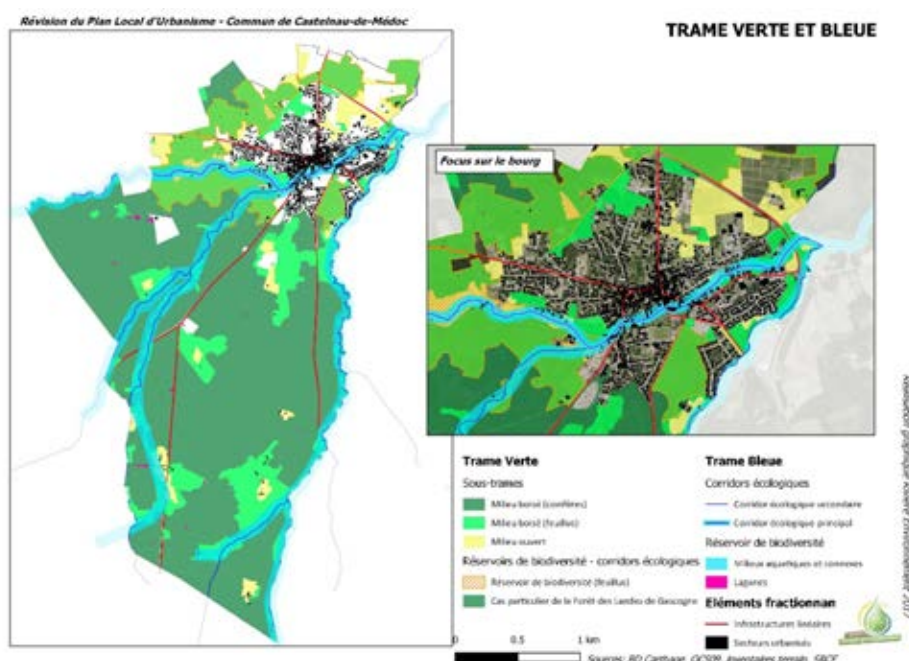 Révision du Plan Local d'Urbanisme - Commun de Castelnau-de-Médoc
TRAME VERTE ET BLEUE
Focus sur le bourg
Trame Verte
Sous-trames
Milieu boisé (conifères)
Milieu boisé (feuillus)
Milieu ouvert
Réservoirs de biodiversité - corridors écologiques
Réservoir de biodiversité (feuillus)
Cas particulier de la Forêt des Landes de Gascogne
Trame Bleue
Corridors écologiques
Corridor écologique secondaire
Corridor écologique principal
Réservoir de biodiversité
Milieux aquatiques et connexes
Lagunes
Eléments fractionnan
Infrastructures linéaires
Secteurs urbanisés
0 0.5 1 km
Sources: BD Carthage, inventaires terrain, SRCE